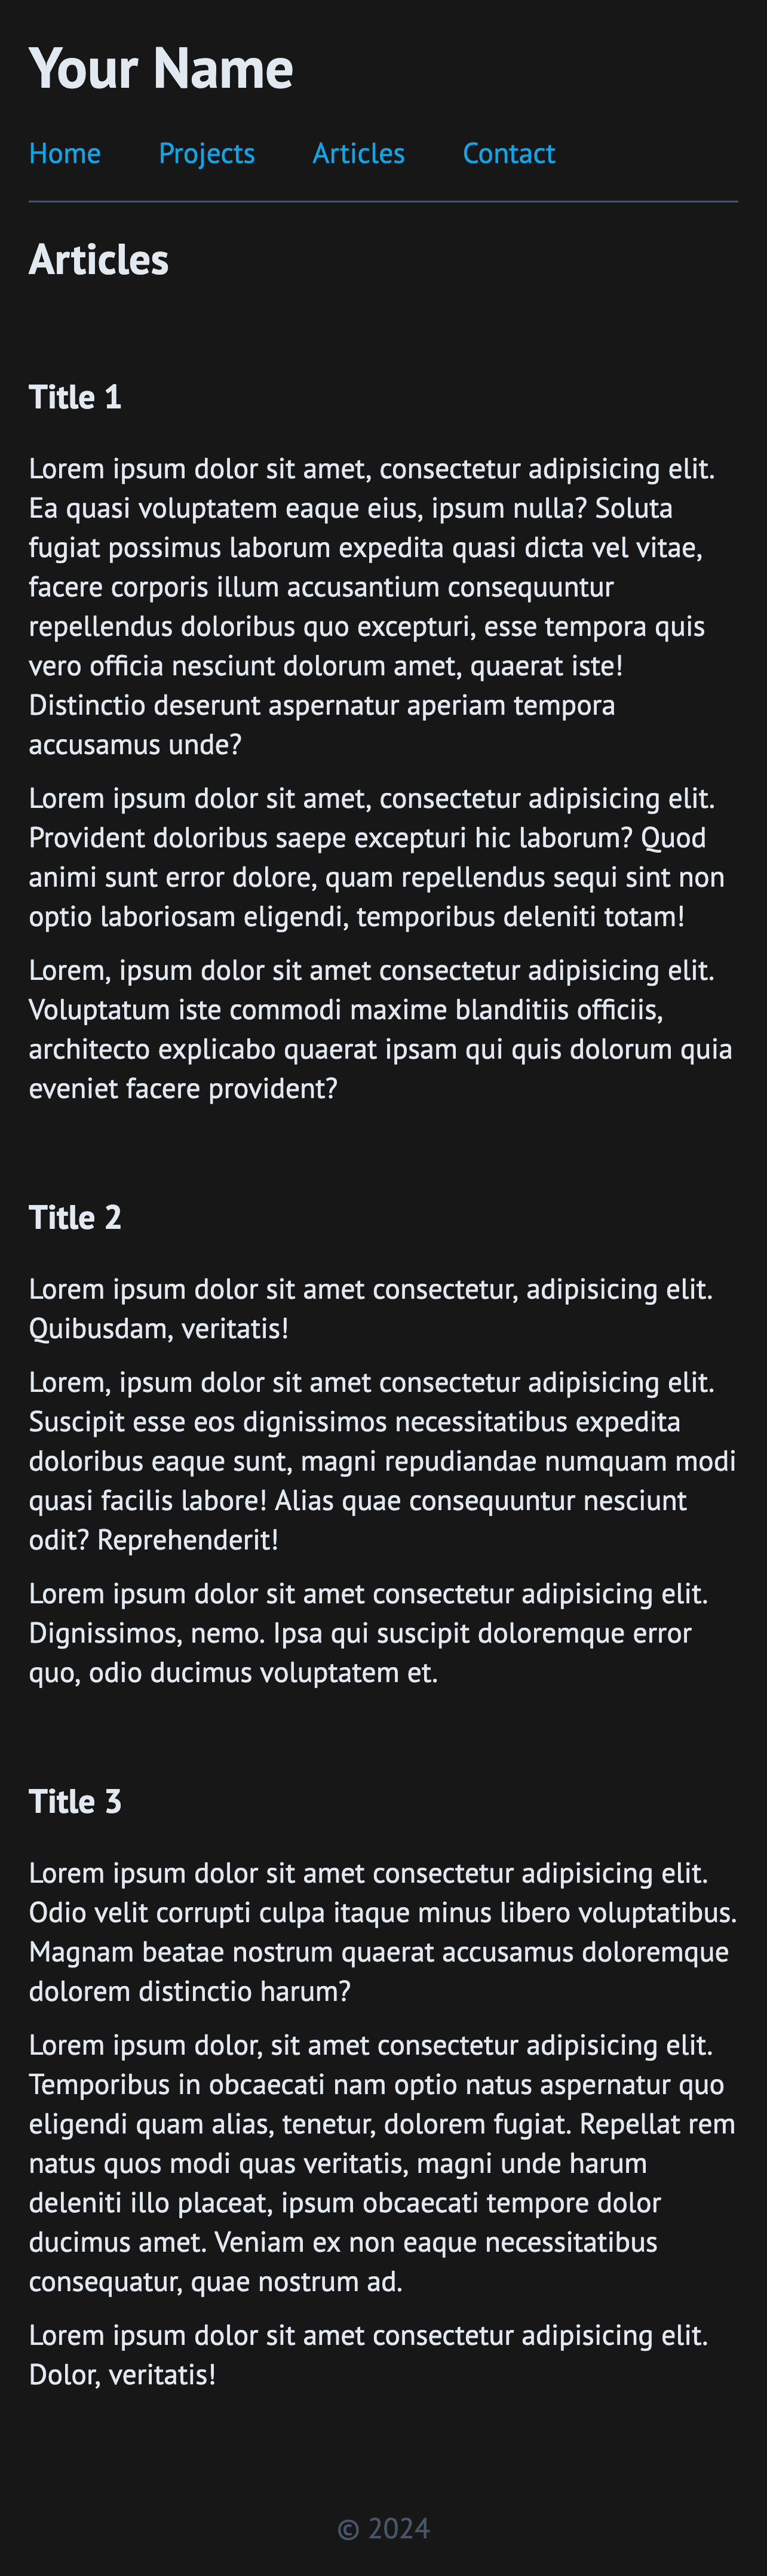 Your Name
Home Projects Articles Contact
Articles
Title 1
Lorem ipsum dolor sit amet, consectetur adipisicing elit.
Ea quasi voluptatem eaque eius, ipsum nulla? Soluta
fugiat possimus laborum expedita quasi dicta vel vitae,
facere corporis illum accusantium consequuntur
repellendus doloribus quo excepturi, esse tempora quis
vero officia nesciunt dolorum amet, quaerat iste!
Distinctio deserunt aspernatur aperiam tempora
accusamus unde?
Lorem ipsum dolor sit amet, consectetur adipisicing elit.
Provident doloribus saepe excepturi hic laborum? Quod
animi sunt error dolore, quam repellendus sequi sint non
optio laboriosam eligendi, temporibus deleniti totam!
Lorem, ipsum dolor sit amet consectetur adipisicing elit.
Voluptatum iste commodi maxime blanditiis officiis,
architecto explicabo quaerat ipsam qui quis dolorum quia
eveniet facere provident?
Title 2
Lorem ipsum dolor sit amet consectetur, adipisicing elit.
Quibusdam, veritatis!
Lorem, ipsum dolor sit amet consectetur adipisicing elit.
Suscipit esse eos dignissimos necessitatibus expedita
doloribus eaque sunt, magni repudiandae numquam modi
quasi facilis labore! Alias quae consequuntur nesciunt
odit? Reprehenderit!
Lorem ipsum dolor sit amet consectetur adipisicing elit.
Dignissimos, nemo. Ipsa qui suscipit doloremque error
quo, odio ducimus voluptatem et.
Title 3
Lorem ipsum dolor sit amet consectetur adipisicing elit.
Odio velit corrupti culpa itaque minus libero voluptatibus.
Magnam beatae nostrum quaerat accusamus doloremque
dolorem distinctio harum?
Lorem ipsum dolor, sit amet consectetur adipisicing elit.
Temporibus in obcaecati nam optio natus aspernatur quo
eligendi quam alias, tenetur, dolorem fugiat. Repellat rem
natus quos modi quas veritatis, magni unde harum
deleniti illo placeat, ipsum obcaecati tempore dolor
ducimus amet. Veniam ex non eaque necessitatibus
consequatur, quae nostrum ad.
Lorem ipsum dolor sit amet consectetur adipisicing elit.
Dolor, veritatis!
© 2024